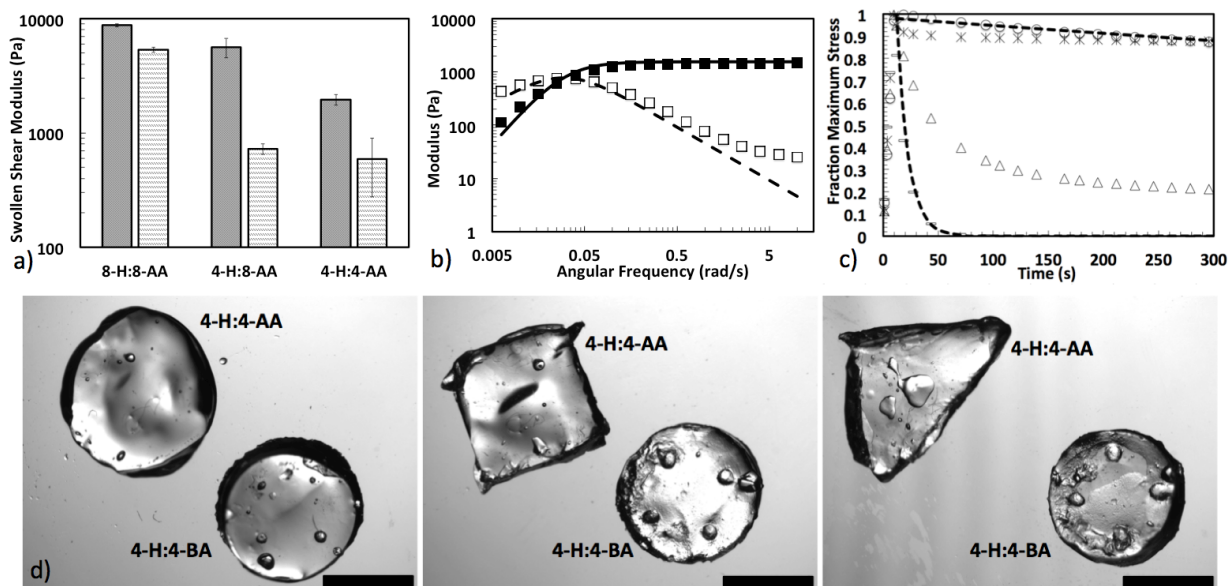 Swollen Shear Modulus (Pa)
10000
1000
100
8-H:8-AA 4-H:8-AA 4-H:4-AA
a)
Modulus (Pa)
10000
1000
100
10
1
0.005 0.05 0.5 5
Angular Frequency (rad/s)
b)
Fraction Maximum Stress
1
0.9
0.8
0.7
0.6
0.5
0.4
0.3
0.2
0.1
0
0 50 100 150 200 250 300
Time (s)
c)
4-H:4-AA
4-H:4-BA
4-H:4-AA
4-H:4-BA
4-H:4-AA
4-H:4-BA
d)